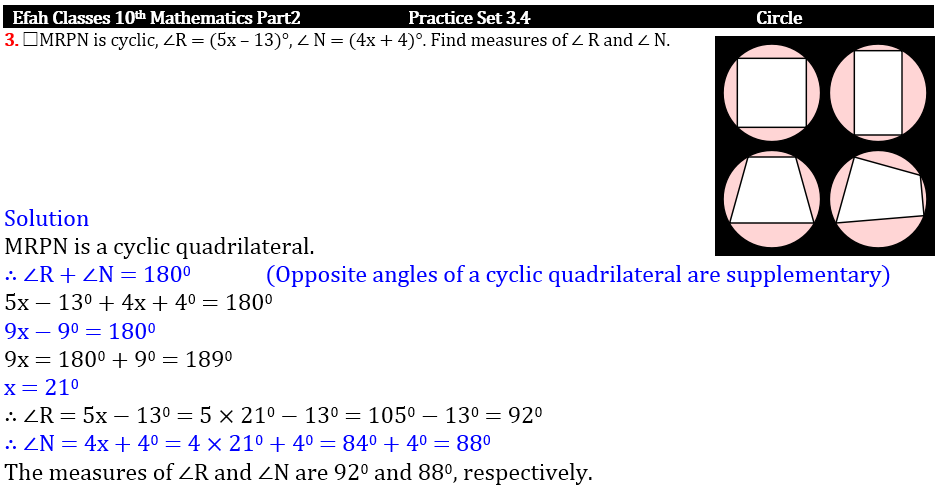 Efah Classes 10th Mathematics Part2 Practice Set 3.4 Circle
3. □MRPN is cyclic, ∠R = (5x – 13)°, ∠ N = (4x + 4)°. Find measures of ∠ R and ∠ N.
Solution
MRPN is a cyclic quadrilateral.
∴ ∠R + ∠N = 180⁰ (Opposite angles of a cyclic quadrilateral are supplementary)
5x − 13⁰ + 4x + 4⁰ = 180⁰
9x − 9⁰ = 180⁰
9x = 180⁰ + 9⁰ = 189⁰
x = 21⁰
∴ ∠R = 5x − 13⁰ = 5 × 21⁰ − 13⁰ = 105⁰ − 13⁰ = 92⁰
∴ ∠N = 4x + 4⁰ = 4 × 21⁰ + 4⁰ = 84⁰ + 4⁰ = 88⁰
The measures of ∠R and ∠N are 92⁰ and 88⁰, respectively.